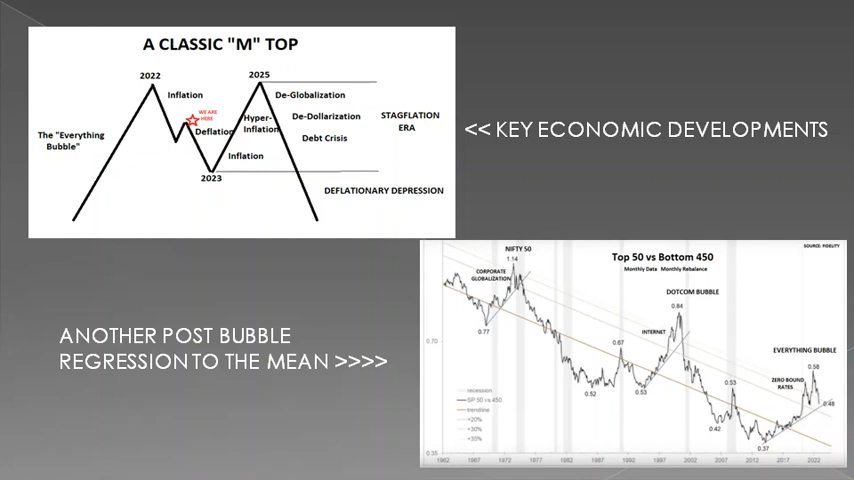 A CLASSIC "M" TOP
2022
2025
Inflation
De-Globalization
WE ARE
HERE
The "Everything
Bubble"
Deflation
Hyper-
Inflation
De-Dollarization
Debt Crisis
STAGFLATION
ERA
Inflation
2023
DEFLATIONARY DEPRESSION
<< KEY ECONOMIC DEVELOPMENTS
ANOTHER POST BUBBLE
REGRESSION TO THE MEAN >>>>
SOURCE: FIDELITY
Top 50 vs Bottom 450
Monthly Data Monthly Rebalance
NIFTY 50
1.14
CORPORATE
GLOBALIZATION
DOTCOM BUBBLE
0.84
INTERNET
0.77
0.70
0.67
EVERYTHING BUBBLE
0.58
ZERO BOUND
RATES
0.53
0.48
0.52
0.53
0.42
0.37
recession
SP 50 vs 450
trendline
+20%
+30%
+35%
0.35
1962 1967 1972 1977 1982 1987 1992 1997 2002 2007 2012 2017 2022